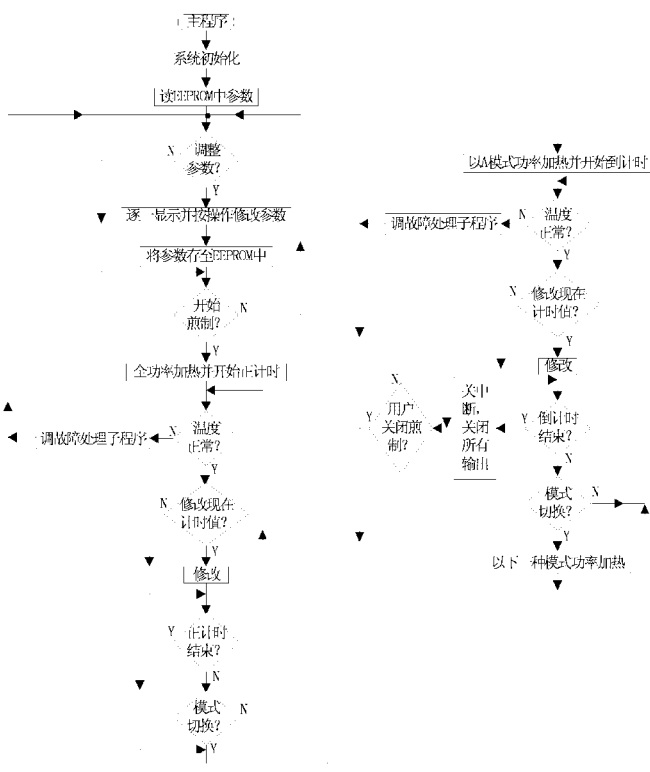 主程序
系统初始化
读EEPROM中参数
N
调整
参数?
Y
逐一显示并按操作修改参数
将参数存至EEPROM中
开始
煎制?
N
Y
全功率加热并开始正计时
调故障处理子程序
N
温度
正常?
Y
N
修改现在
计时值?
Y
修改
Y
正计时
结束?
N
模式
切换?
N
Y
以A模式功率加热并开始到计时
调故障处理子程序
N
温度
正常?
Y
N
修改现在
计时值?
Y
修改
N
Y
用户
关闭煎
制?
关中
断,
关闭
所有
输出
Y
倒计时
结束?
N
模式
切换?
N
Y
以下一种模式功率加热